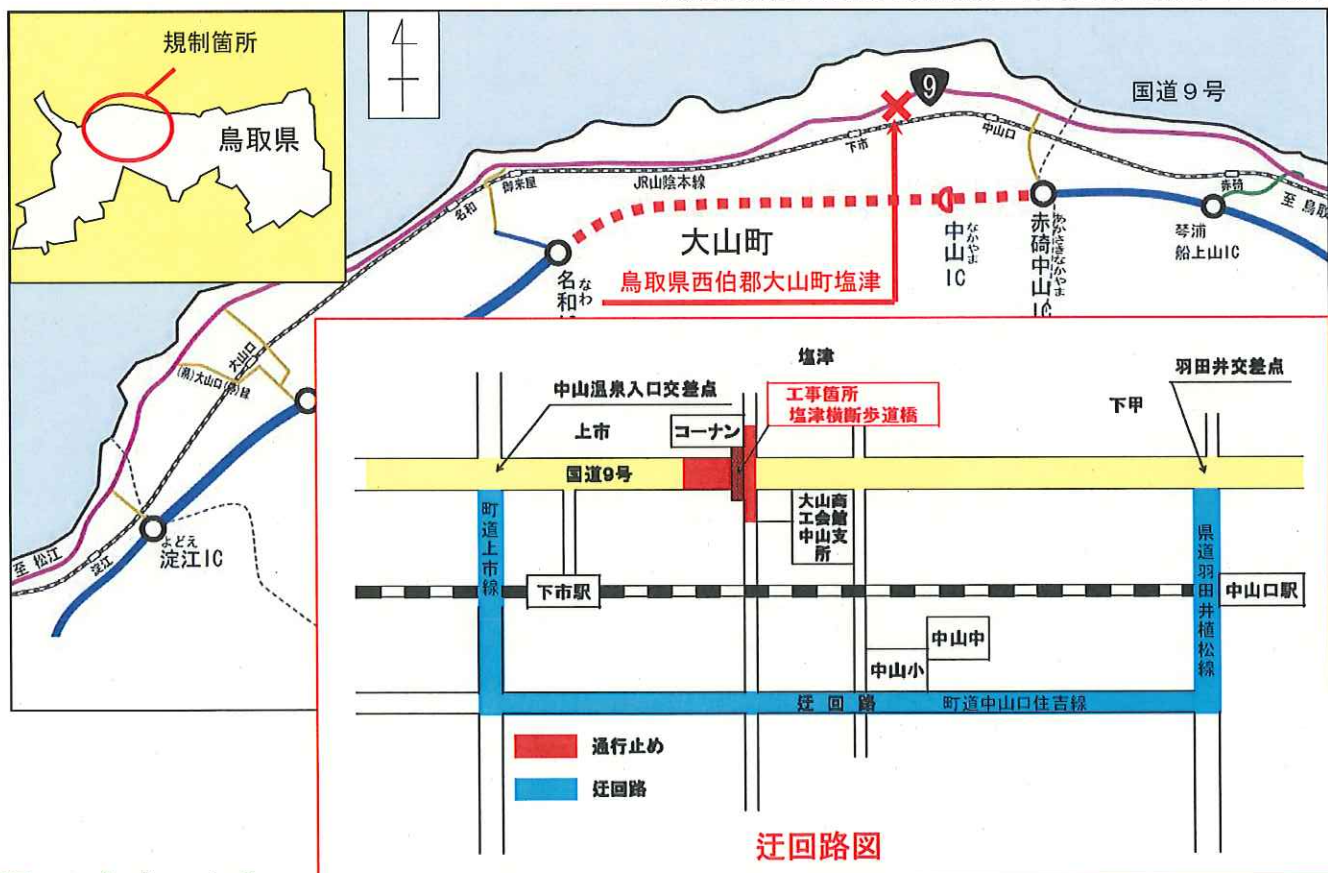 規制箇所
鳥取県
9
国道9号
下市
中山口
御来屋
JR山陰本線
名和
赤碕
至 鳥取
大山町
なかやま
中山IC
あかさきなかやま
赤碕中山IC
琴浦
船上山IC
なわ
名和
鳥取県西伯郡大山町塩津
大山口
(県)大山口(停)線
よどえ
淀江IC
至 松江
淀江
塩津
羽田井交差点
中山温泉入口交差点
工事箇所
塩津横断歩道橋
下甲
上市
コーナン
国道9号
町道上市線
大山商
工会館
中山支
所
県道羽田井植松線
下市駅
中山口駅
中山中
中山小
迂回路
町道中山口住吉線
通行止め
迂回路
迂回路図